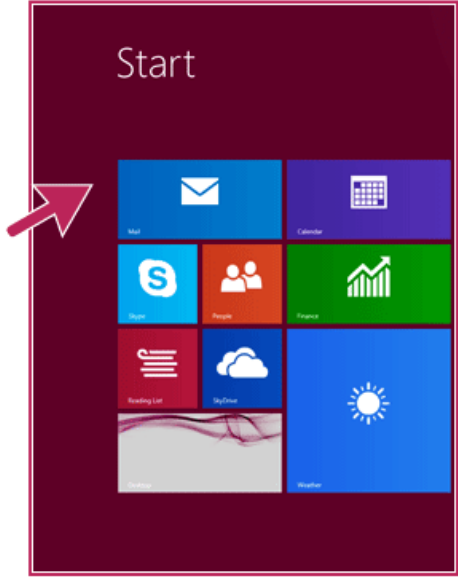 Start
Mail
Calendar
Skype
People
Finance
Reading List
SkyDrive
Desktop
Weather